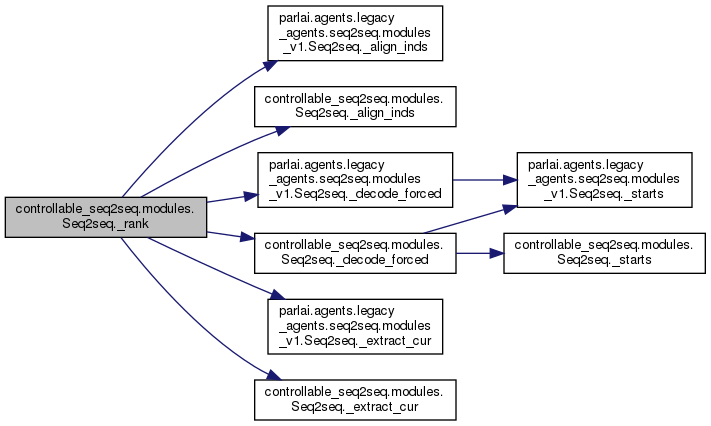 parlai.agents.legacy
_agents.seq2seq.modules
_v1.Seq2seq._align_inds
controllable_seq2seq.modules.
Seq2seq._align_inds
parlai.agents.legacy
_agents.seq2seq.modules
_v1.Seq2seq._decode_forced
parlai.agents.legacy
_agents.seq2seq.modules
_v1.Seq2seq._starts
controllable_seq2seq.modules.
Seq2seq._rank
controllable_seq2seq.modules.
Seq2seq._decode_forced
controllable_seq2seq.modules.
Seq2seq._starts
parlai.agents.legacy
_agents.seq2seq.modules
_v1.Seq2seq._extract_cur
controllable_seq2seq.modules.
Seq2seq._extract_cur